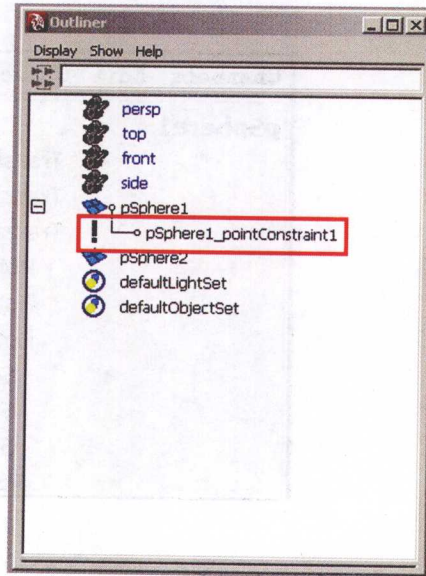 Outliner
Display Show Help
persp
top
front
side
pSphere1
pSphere1_pointConstraint1
pSphere2
defaultLightSet
defaultObjectSet